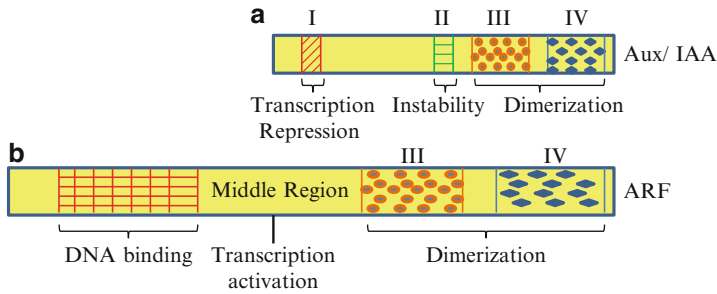 a
I II III IV
Aux/ IAA
Transcription Repression
Instability
Dimerization
b
III IV
Middle Region
ARF
DNA binding
Transcription activation
Dimerization